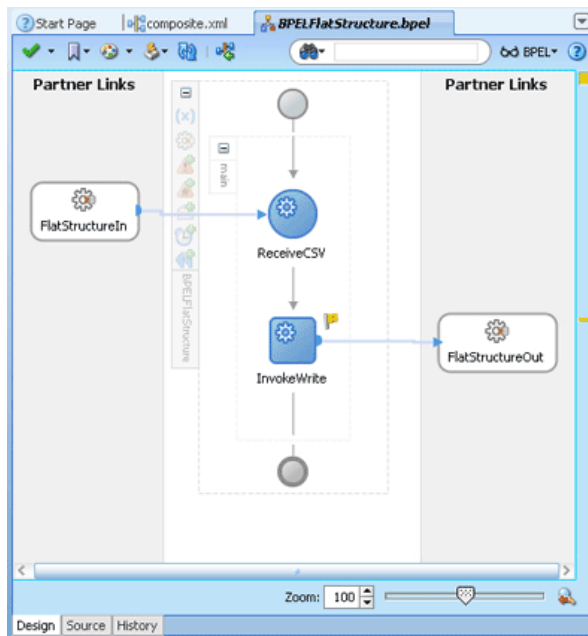 Start Page
composite.xml
BPELFlatStructure.bpel
(x)
BPEL
Partner Links
Partner Links
main
FlatStructureIn
ReceiveCSV
BPELFlatStructure
FlatStructureOut
InvokeWrite
Zoom: 100
Design Source History